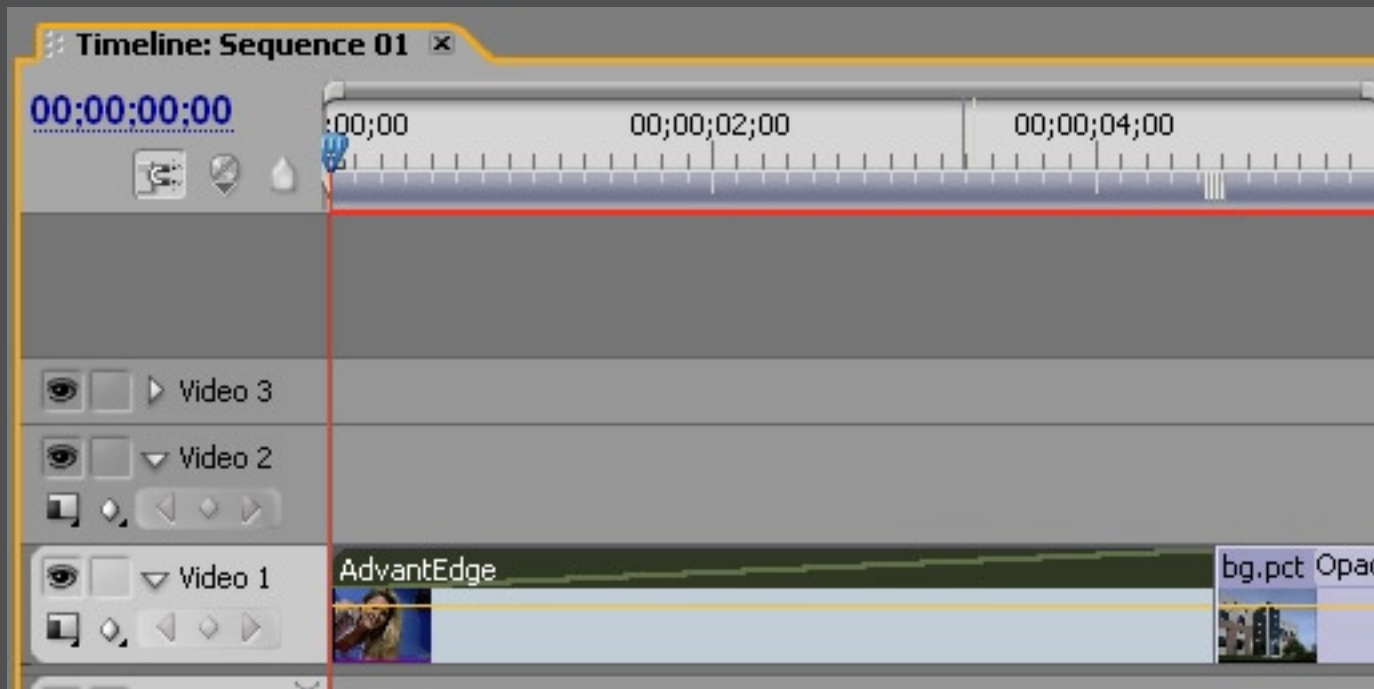 Timeline: Sequence 01
00;00;00;00
:00;00 00;00;02;00 00;00;04;00
Video 3
Video 2
Video 1
AdvantEdge bg.pct Opac